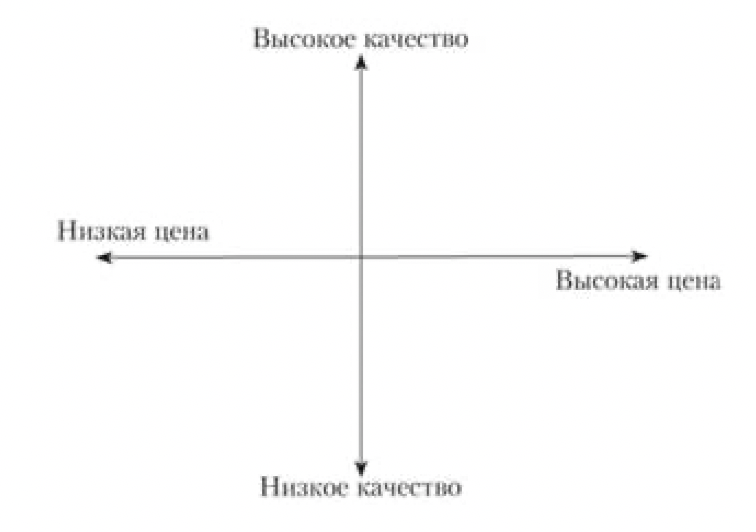 Высокое качество
Низкая цена
Высокая цена
Низкое качество